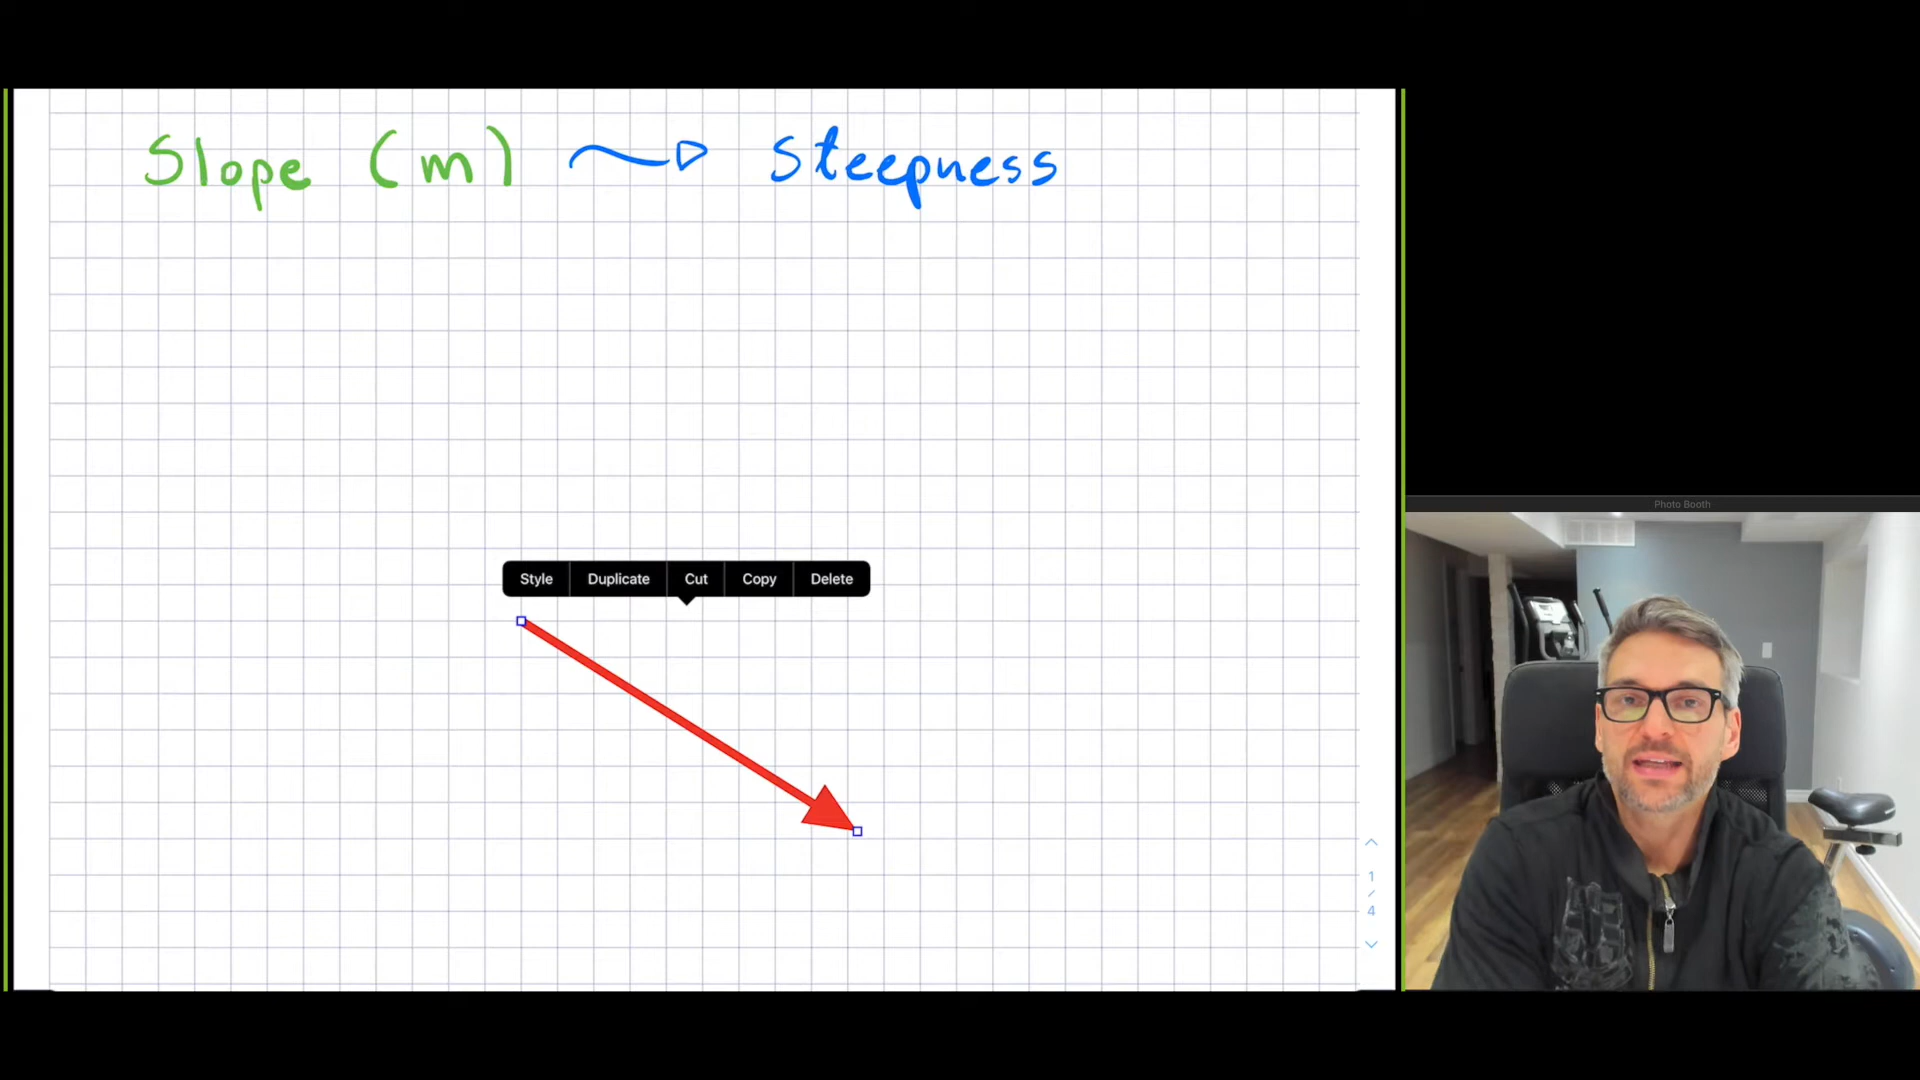 Slope (m) Steepness
Style Duplicate Cut Copy Delete
Photo Booth
1
/
4